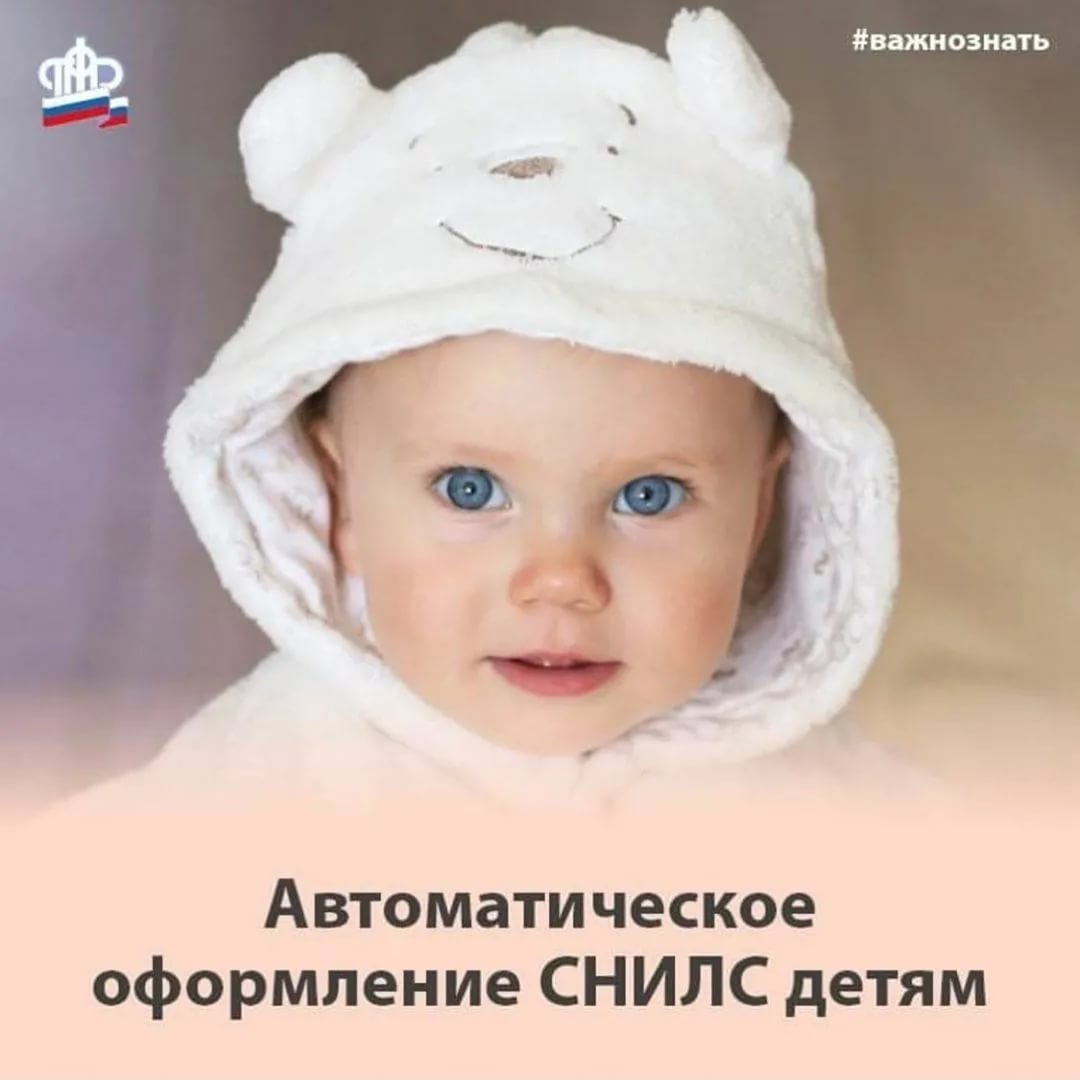 #важнознать
Автоматическое
оформление СНИЛС детям